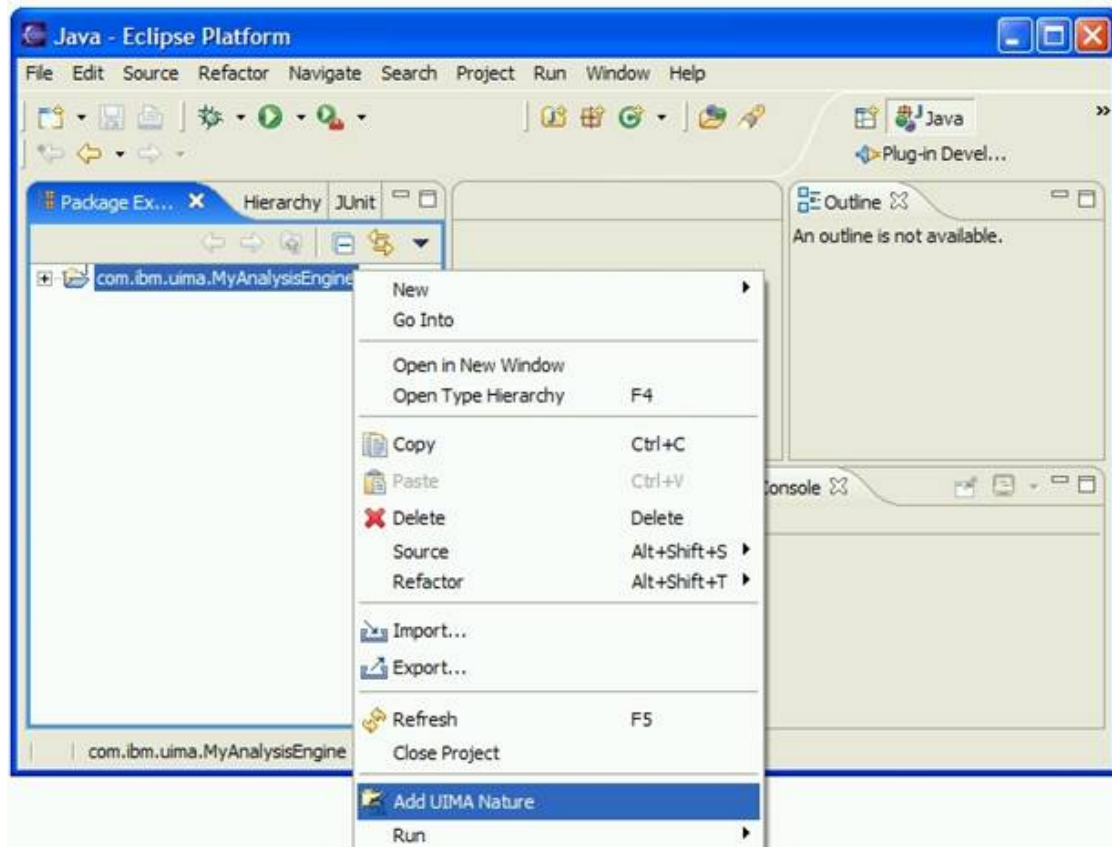 Java - Eclipse Platform
File Edit Source Refactor Navigate Search Project Run Window Help
Java
»
Plug-in Devel...
Package Ex... Hierarchy JUnit
Outline
An outline is not available.
com.ibm.uima.MyAnalysisEngine
New
Go Into
Open in New Window
Open Type Hierarchy F4
Copy Ctrl+C
Paste Ctrl+V
Console
Delete Delete
Source Alt+Shift+S
Refactor Alt+Shift+T
Import...
Export...
Refresh F5
com.ibm.uima.MyAnalysisEngine
Close Project
Add UIMA Nature
Run